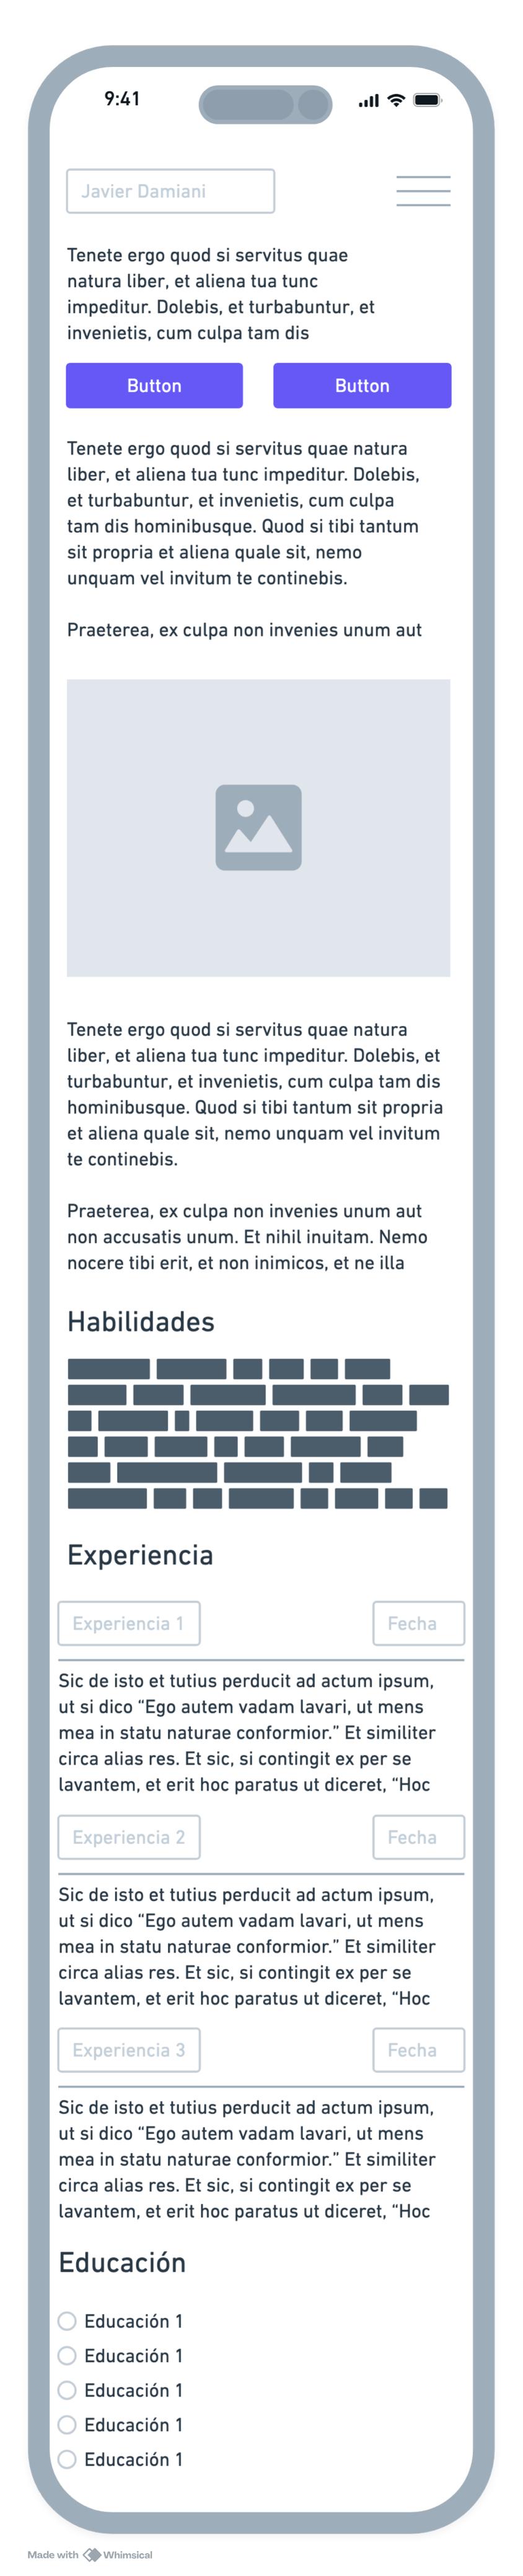 9:41
Javier Damiani
Tenete ergo quod si servitus quae
natura liber, et aliena tua tunc
impeditur. Dolebis, et turbabuntur, et
invenietis, cum culpa tam dis
Button Button
Tenete ergo quod si servitus quae natura
liber, et aliena tua tunc impeditur. Dolebis,
et turbabuntur, et invenietis, cum culpa
tam dis hominibusque. Quod si tibi tantum
sit propria et aliena quale sit, nemo
unquam vel invitum te continebis.
Praeterea, ex culpa non invenies unum aut
Tenete ergo quod si servitus quae natura
liber, et aliena tua tunc impeditur. Dolebis, et
turbabuntur, et invenietis, cum culpa tam dis
hominibusque. Quod si tibi tantum sit propria
et aliena quale sit, nemo unquam vel invitum
te continebis.
Praeterea, ex culpa non invenies unum aut
non accusatis unum. Et nihil inuitam. Nemo
nocere tibi erit, et non inimicos, et ne illa
Habilidades
Experiencia
Experiencia 1 Fecha
Sic de isto et tutius perducit ad actum ipsum,
ut si dico “Ego autem vadam lavari, ut mens
mea in statu naturae conformior.” Et similiter
circa alias res. Et sic, si contingit ex per se
lavantem, et erit hoc paratus ut diceret, “Hoc
Experiencia 2 Fecha
Sic de isto et tutius perducit ad actum ipsum,
ut si dico “Ego autem vadam lavari, ut mens
mea in statu naturae conformior.” Et similiter
circa alias res. Et sic, si contingit ex per se
lavantem, et erit hoc paratus ut diceret, “Hoc
Experiencia 3 Fecha
Sic de isto et tutius perducit ad actum ipsum,
ut si dico “Ego autem vadam lavari, ut mens
mea in statu naturae conformior.” Et similiter
circa alias res. Et sic, si contingit ex per se
lavantem, et erit hoc paratus ut diceret, “Hoc
Educación
Educación 1
Educación 1
Educación 1
Educación 1
Educación 1
Made with Whimsical